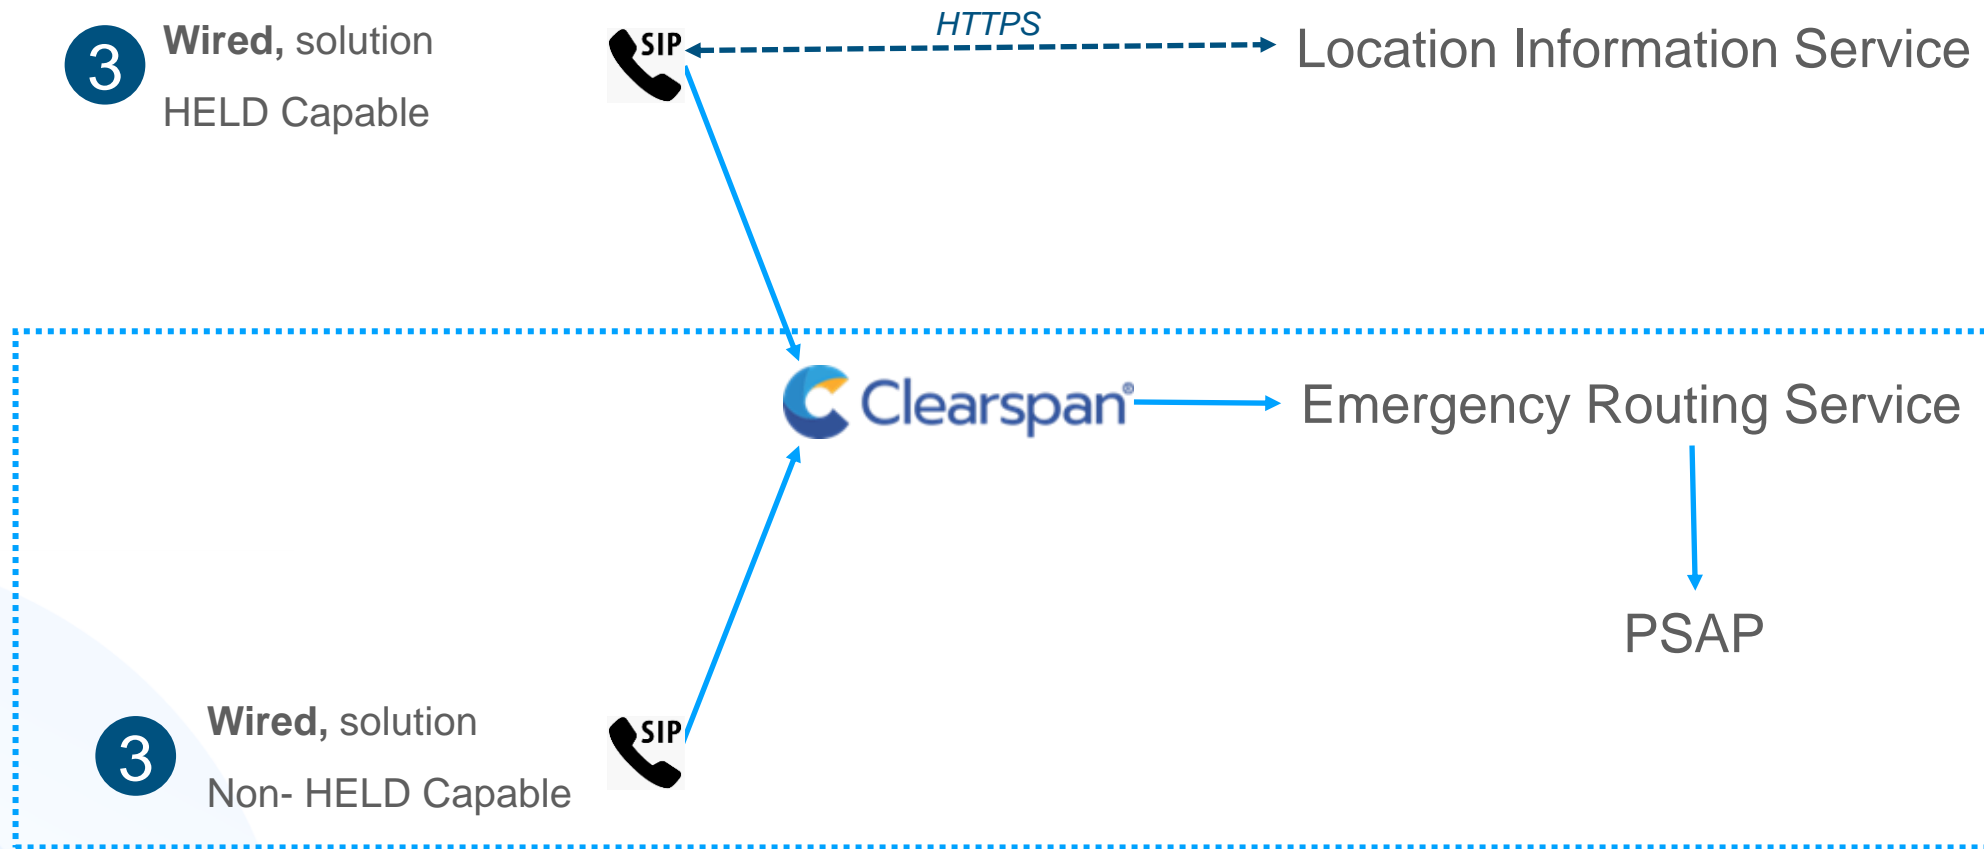 3
Wired, solution
HELD Capable
SIP
HTTPS
Location Information Service
Clearspan®
Emergency Routing Service
PSAP
3
Wired, solution
Non- HELD Capable
SIP